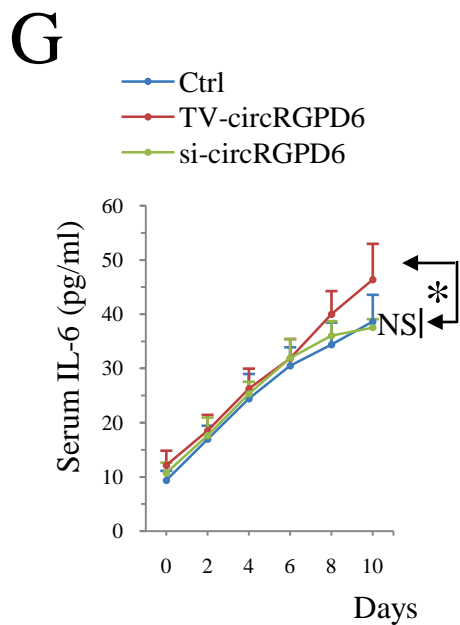 G
Ctrl
TV-circRGPD6
si-circRGPD6
Serum IL-6 (pg/ml)
60
50
40
30
20
10
0
*
NS
0 2 4 6 8 10
Days